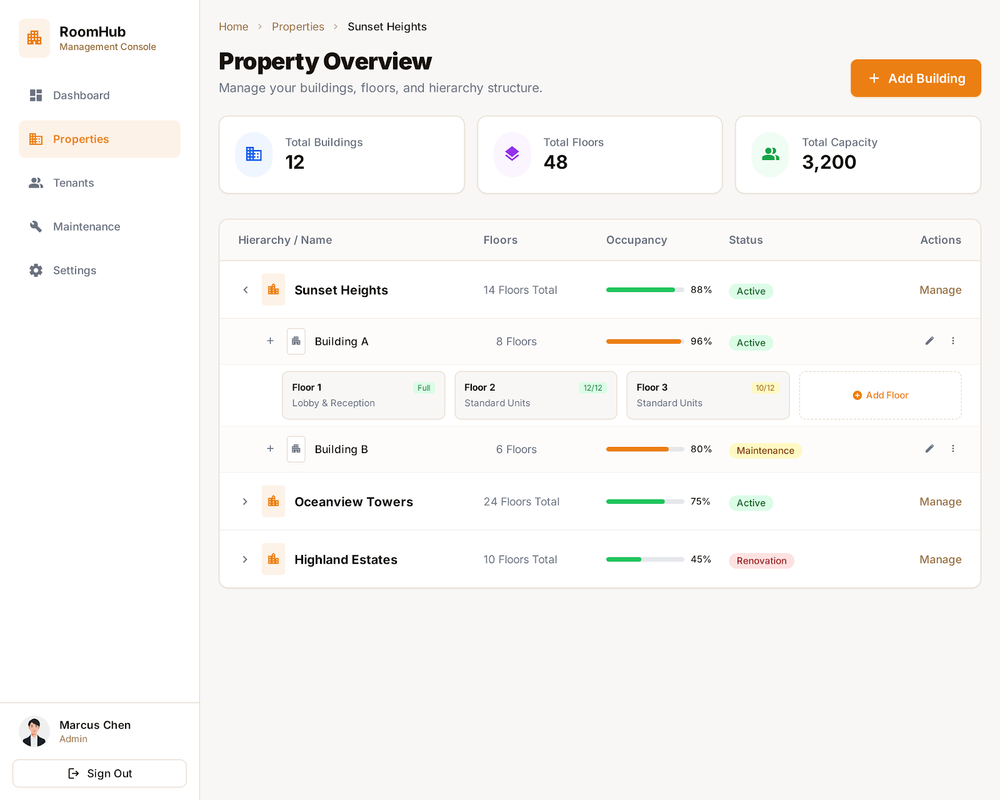 RoomHub
Management Console
Dashboard
Properties
Tenants
Maintenance
Settings
Marcus Chen
Admin
Sign Out
Home > Properties > Sunset Heights
Property Overview
Manage your buildings, floors, and hierarchy structure.
+ Add Building
Total Buildings
12
Total Floors
48
Total Capacity
3,200
Hierarchy / Name Floors Occupancy Status Actions
Sunset Heights 14 Floors Total 88% Active Manage
Building A 8 Floors 96% Active
Floor 1 Full
Lobby & Reception
Floor 2 12/12
Standard Units
Floor 3 10/12
Standard Units
Add Floor
Building B 6 Floors 80% Maintenance
Oceanview Towers 24 Floors Total 75% Active Manage
Highland Estates 10 Floors Total 45% Renovation Manage